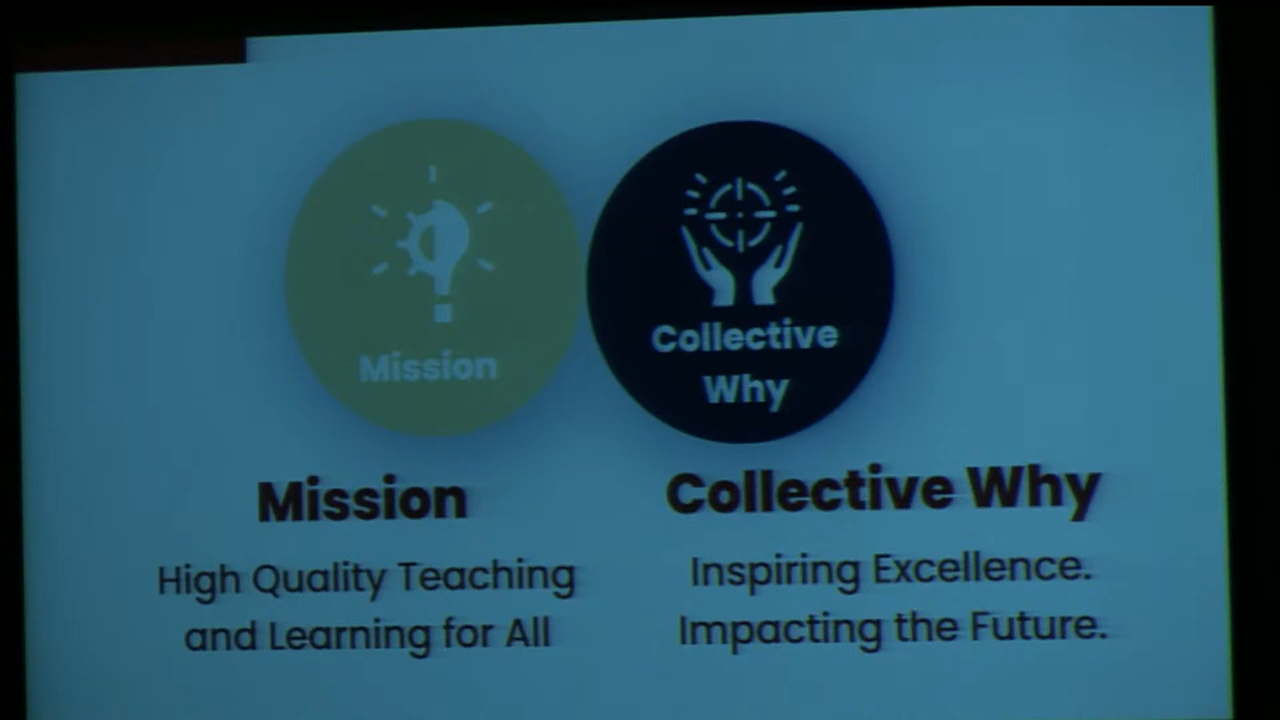 Mission
Collective
Why
Mission
High Quality Teaching
and Learning for All
Collective Why
Inspiring Excellence.
Impacting the Future.